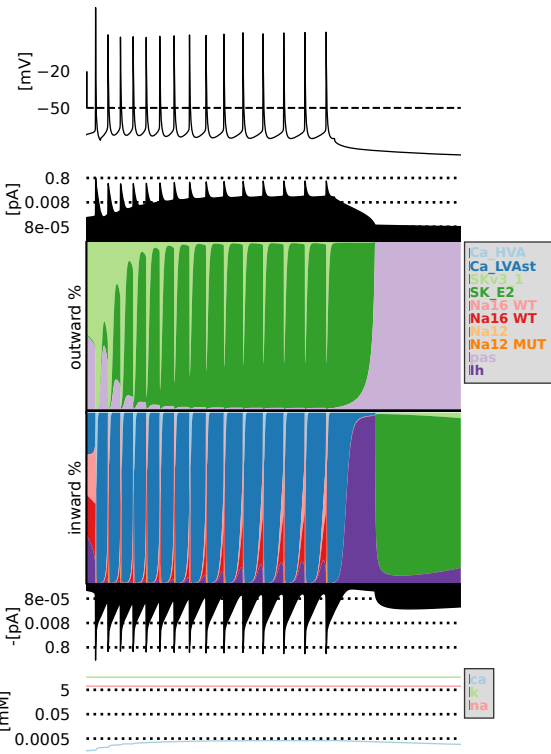 [mV]
−20
−50
[pA]
0.8
0.008
8e-05
outward %
Ca_HVA
Ca_LVAst
SKv3_1
SK_E2
Na16 WT
Na16 WT
Na12
Na12 MUT
pas
Ih
inward %
-[pA]
8e-05
0.008
0.8
[mM]
5
0.05
0.0005
ca
k
na